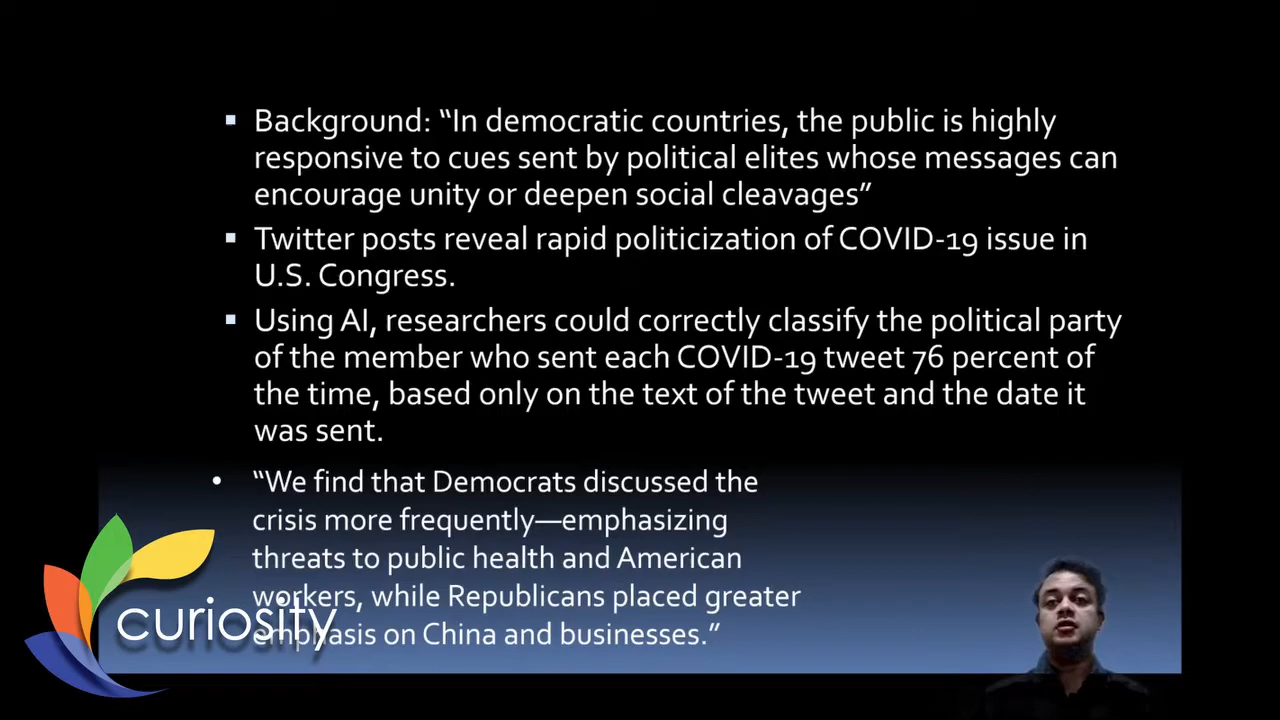 ▪ Background: “In democratic countries, the public is highly
responsive to cues sent by political elites whose messages can
encourage unity or deepen social cleavages”
▪ Twitter posts reveal rapid politicization of COVID-19 issue in
U.S. Congress.
▪ Using AI, researchers could correctly classify the political party
of the member who sent each COVID-19 tweet 76 percent of
the time, based only on the text of the tweet and the date it
was sent.
• “We find that Democrats discussed the
crisis more frequently—emphasizing
threats to public health and American
workers, while Republicans placed greater
emphasis on China and businesses.”
curiosity